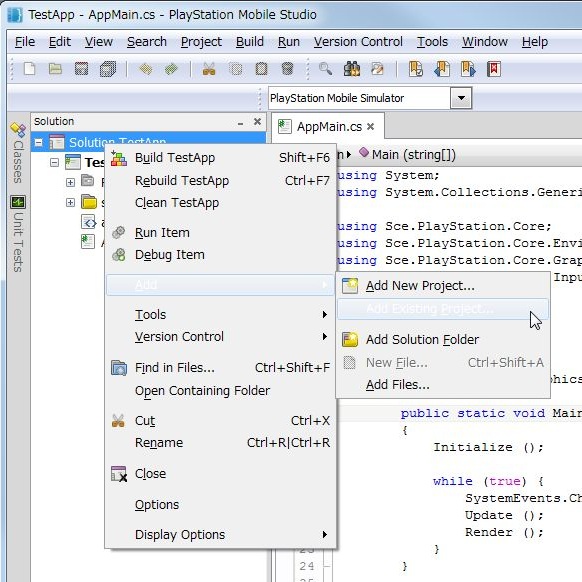 TestApp - AppMain.cs - PlayStation Mobile Studio
File Edit View Search Project Build Run Version Control Tools Window Help
PlayStation Mobile Simulator
Solution
AppMain.cs
Classes
Unit Tests
Solution TestApp
Main (string[])
Build TestApp Shift+F6
Rebuild TestApp Ctrl+F7
Clean TestApp
Run Item
Debug Item
Add
Tools
Version Control
Find in Files... Ctrl+Shift+F
Open Containing Folder
Cut Ctrl+X
Rename Ctrl+R|Ctrl+R
Close
Options
Display Options
Add New Project...
Add Existing Project...
Add Solution Folder
New File... Ctrl+Shift+A
Add Files...
using System;
using System.Collections.Generi
using Sce.PlayStation.Core;
using Sce.PlayStation.Core.Envi
using Sce.PlayStation.Core.Grap
Inpu
phics
public static void Main
{
Initialize ();
while (true) {
SystemEvents.Ch
Update ();
Render ();
}
24 }